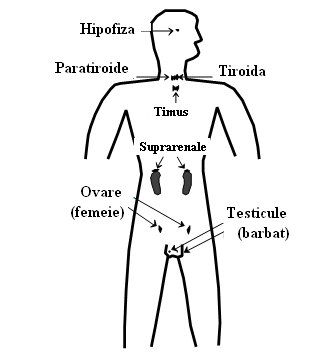 Hipofiza
Paratiroide
Tiroida
Timus
Suprarenale
Ovare
(femeie)
Testicule
(barbat)